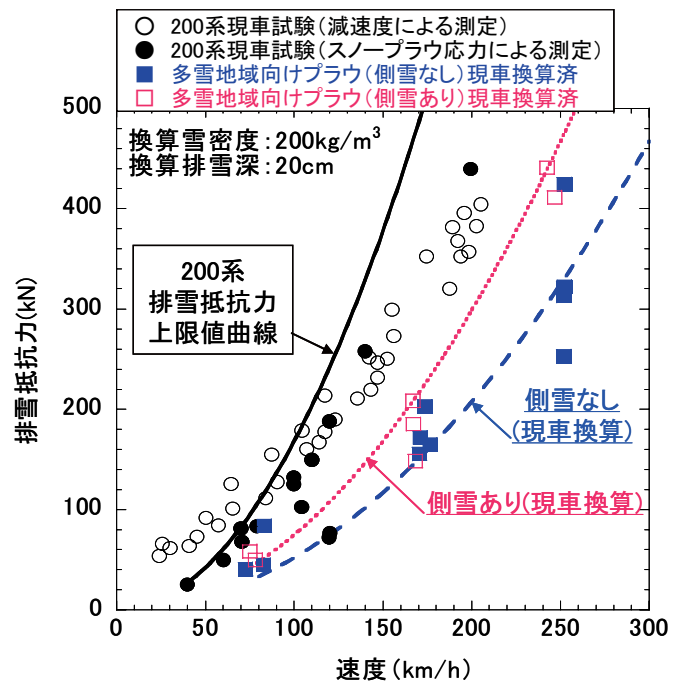 200系現車試験（減速度による測定）
200系現車試験（スノープラウ応力による測定）
多雪地域向けプラウ（側雪なし）現車換算済
多雪地域向けプラウ（側雪あり）現車換算済
500
400
300
200
100
0
排雪抵抗力(kN)
換算雪密度：200kg/m³
換算排雪深：20cm
200系
排雪抵抗力
上限値曲線
側雪なし
(現車換算)
側雪あり(現車換算)
0 50 100 150 200 250 300
速度(km/h)